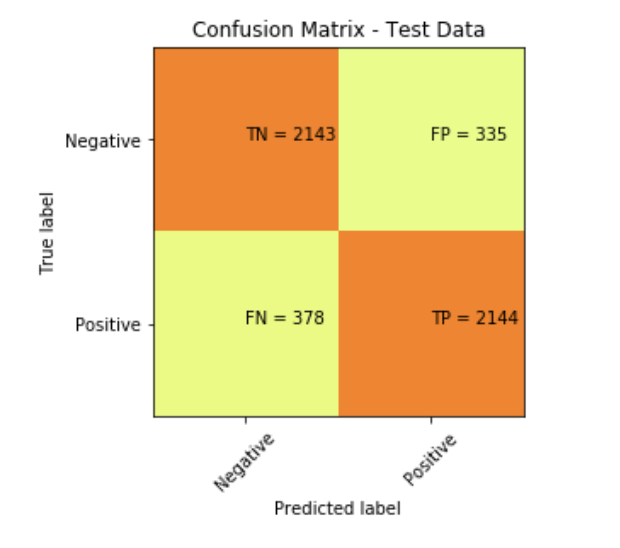 Confusion Matrix - Test Data
TN = 2143
FP = 335
Negative
True label
FN = 378
TP = 2144
Positive
Negative
Positive
Predicted label